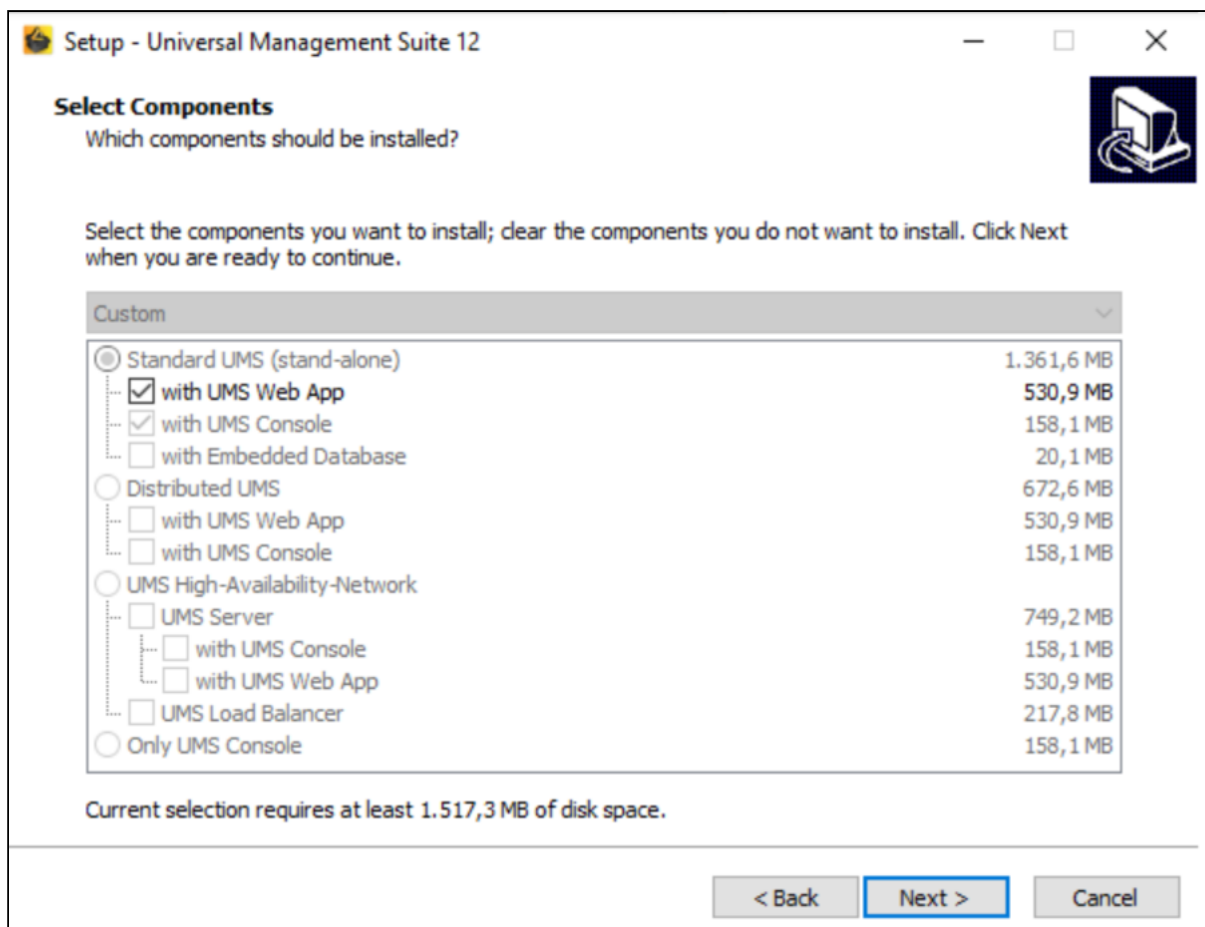 Setup - Universal Management Suite 12
Select Components
Which components should be installed?
Select the components you want to install; clear the components you do not want to install. Click Next
when you are ready to continue.
Custom
Standard UMS (stand-alone) 1.361,6 MB
with UMS Web App 530,9 MB
with UMS Console 158,1 MB
with Embedded Database 20,1 MB
Distributed UMS 672,6 MB
with UMS Web App 530,9 MB
with UMS Console 158,1 MB
UMS High-Availability-Network
UMS Server 749,2 MB
with UMS Console 158,1 MB
with UMS Web App 530,9 MB
UMS Load Balancer 217,8 MB
Only UMS Console 158,1 MB
Current selection requires at least 1.517,3 MB of disk space.
< Back Next > Cancel